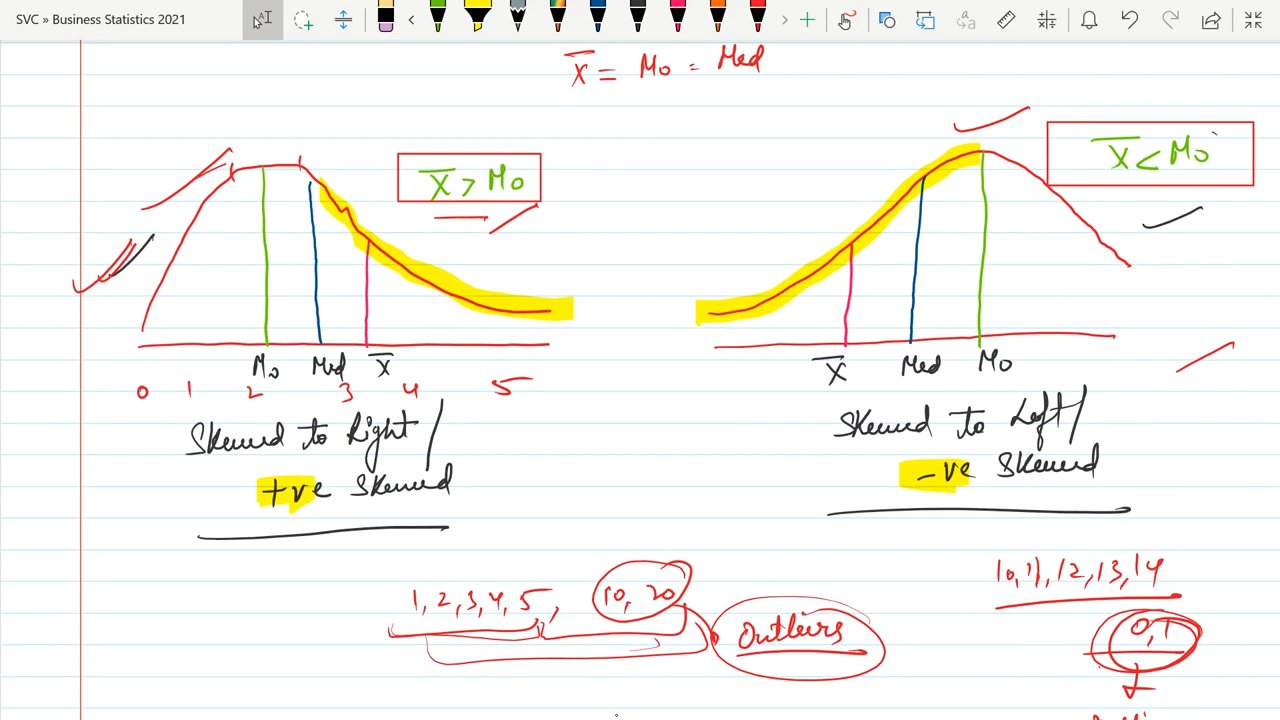 SVC » Business Statistics 2021
X̅ = Mo = Med
X̅ > Mo
X̅ < Mo
Mo Med X̅
X̅ Med Mo
0 1 2 3 4 5
Skewed to Right /
+ve Skewed
Skewed to Left /
-ve Skewed
1, 2, 3, 4, 5, 10, 20
Outliers
10, 11, 12, 13, 14
0, 1